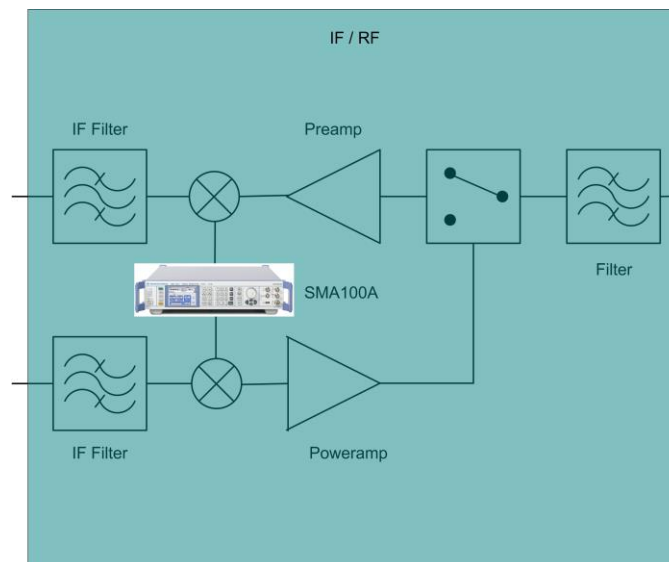 IF / RF
IF Filter
Preamp
Filter
SMA100A
IF Filter
Poweramp